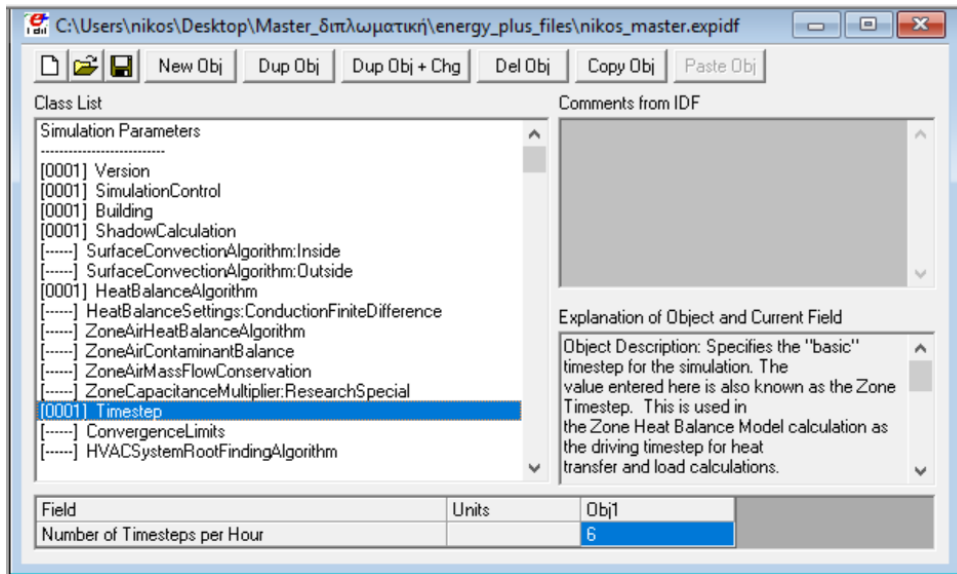 C:\Users\nikos\Desktop\Master_διπλωματική\energy_plus_files\nikos_master.expidf
New Obj Dup Obj Dup Obj + Chg Del Obj Copy Obj Paste Obj
Class List
Simulation Parameters
-------------------------
[0001] Version
[0001] SimulationControl
[0001] Building
[0001] ShadowCalculation
[------] SurfaceConvectionAlgorithm:Inside
[------] SurfaceConvectionAlgorithm:Outside
[0001] HeatBalanceAlgorithm
[------] HeatBalanceSettings:ConductionFiniteDifference
[------] ZoneAirHeatBalanceAlgorithm
[------] ZoneAirContaminantBalance
[------] ZoneAirMassFlowConservation
[------] ZoneCapacitanceMultiplier:ResearchSpecial
[0001] Timestep
[------] ConvergenceLimits
[------] HVACSystemRootFindingAlgorithm
Comments from IDF
Explanation of Object and Current Field
Object Description: Specifies the "basic"
timestep for the simulation. The
value entered here is also known as the Zone
Timestep. This is used in
the Zone Heat Balance Model calculation as
the driving timestep for heat
transfer and load calculations.
Field Units Obj1
Number of Timesteps per Hour 6